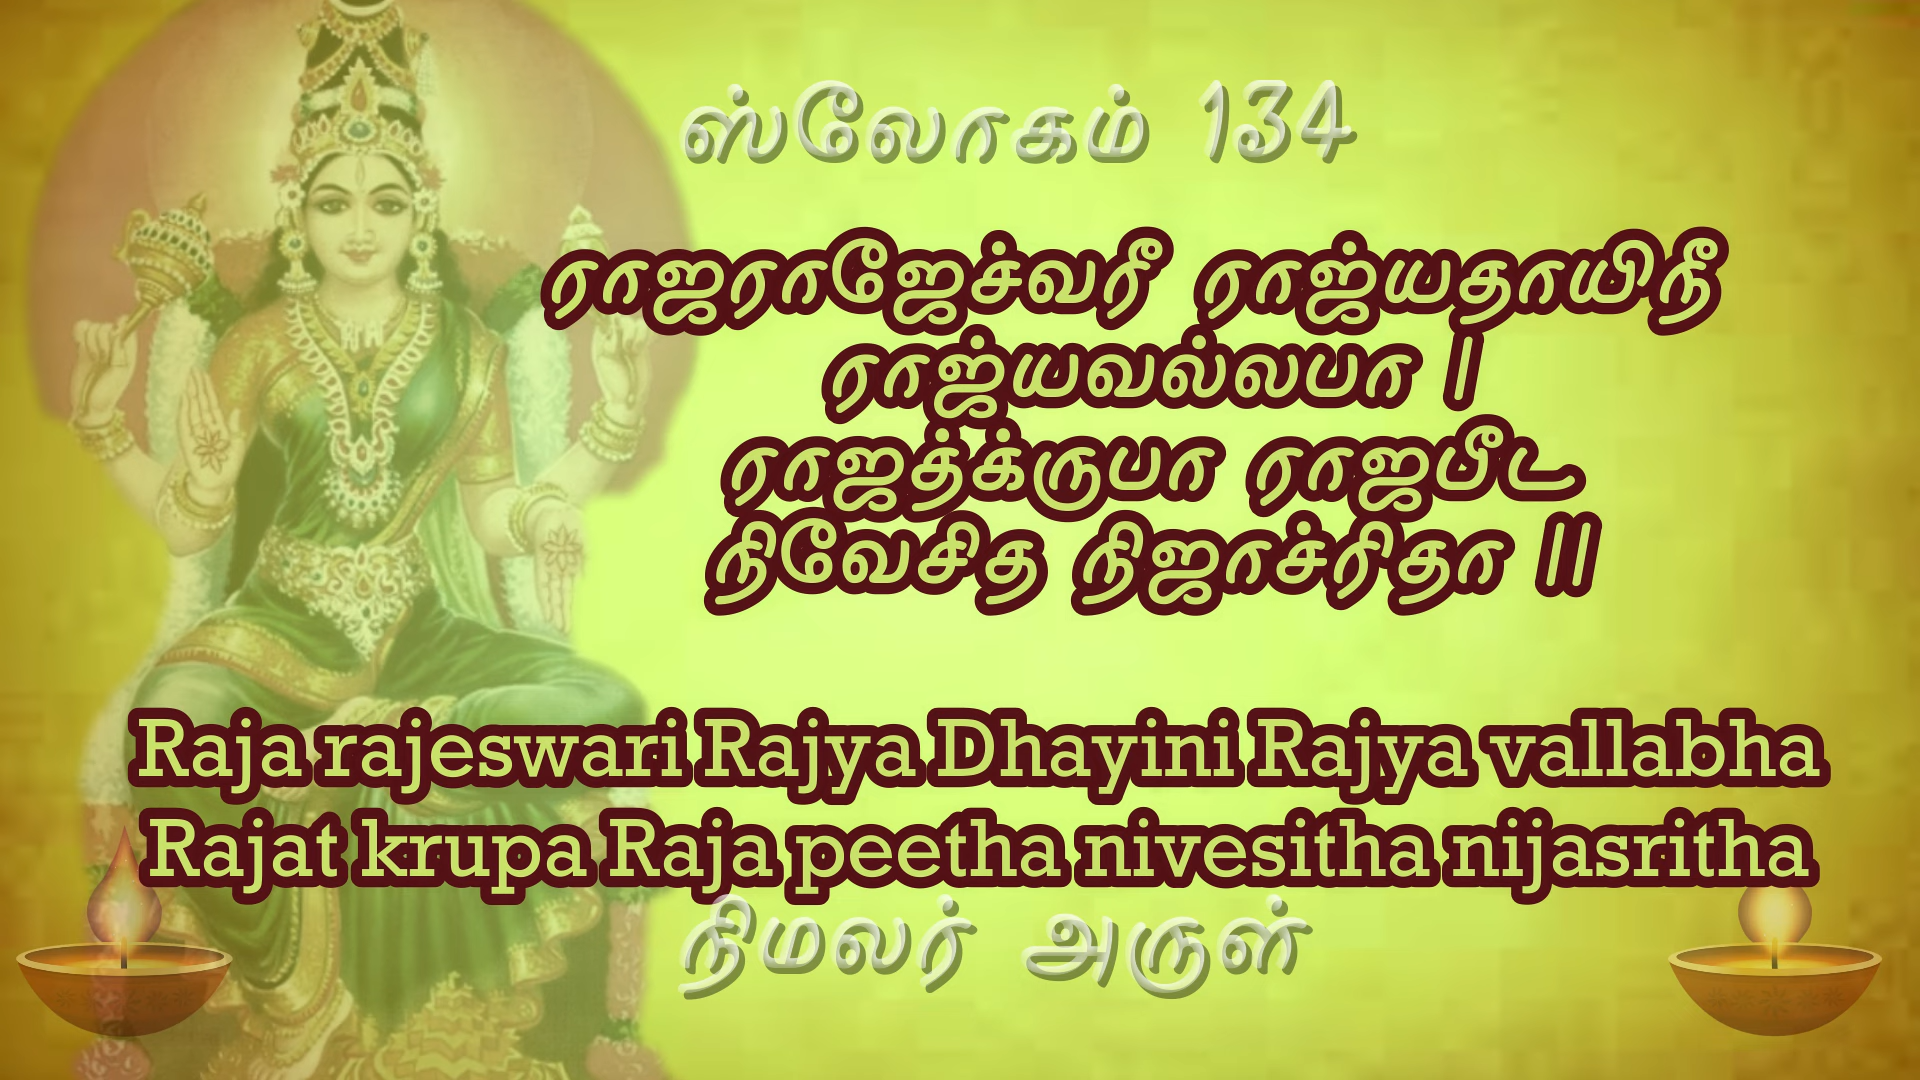 ஸ்லோகம் 134
ராஜராஜேச்வரீ ராஜ்யதாயிநீ
ராஜ்யவல்லபா |
ராஜத்க்ருபா ராஜபீட
நிவேசித நிஜாச்ரிதா ||
Raja rajeswari Rajya Dhayini Rajya vallabha
Rajat krupa Raja peetha nivesitha nijasritha
நிமலர் அருள்